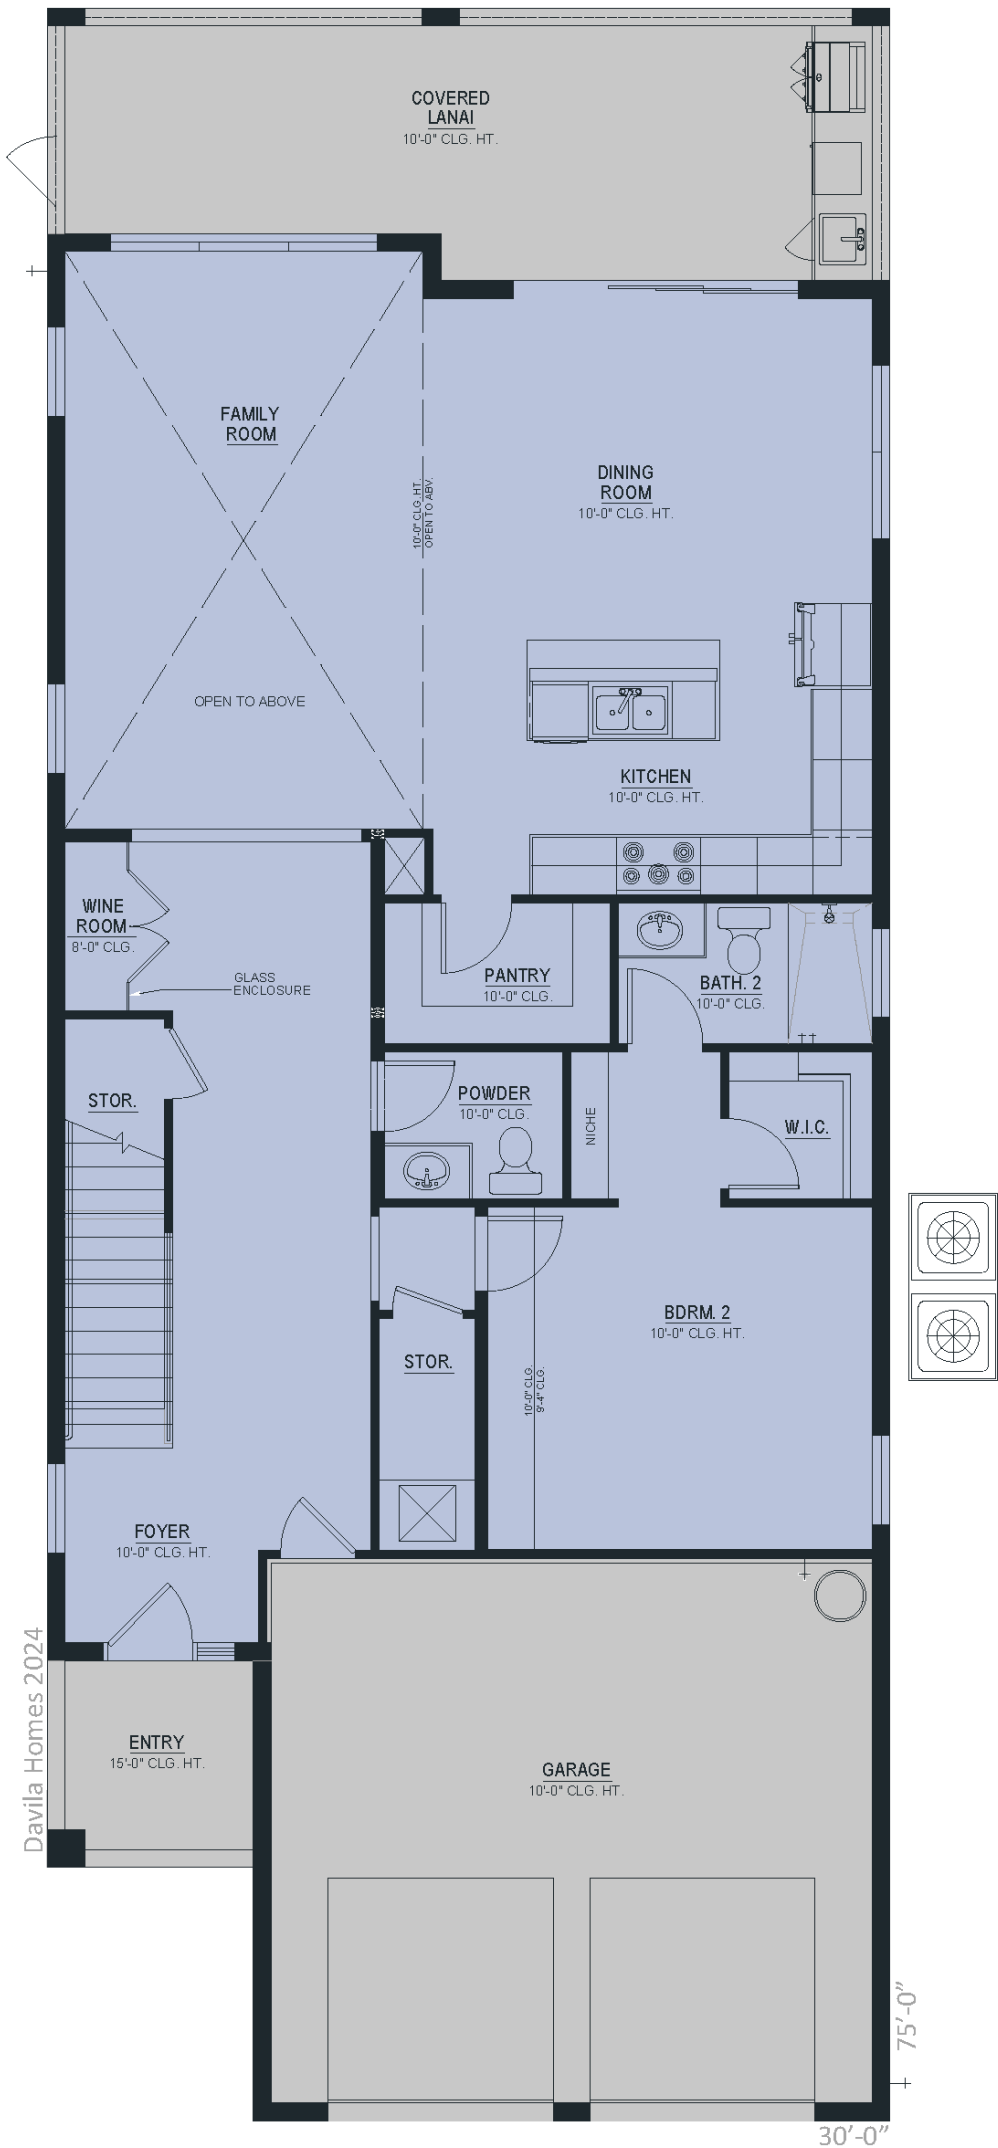 COVERED
LANAI
10'-0" CLG. HT.
FAMILY
ROOM
10'-0" CLG. HT.
OPEN TO ABV.
DINING
ROOM
10'-0" CLG. HT.
OPEN TO ABOVE
KITCHEN
10'-0" CLG. HT.
WINE
ROOM
8'-0" CLG.
GLASS
ENCLOSURE
PANTRY
10'-0" CLG.
BATH. 2
10'-0" CLG.
STOR.
POWDER
10'-0" CLG.
NICHE
W.I.C.
BDRM. 2
10'-0" CLG. HT.
STOR.
10'-0" CLG.
9'-4" CLG.
FOYER
10'-0" CLG. HT.
Davila Homes 2024
ENTRY
15'-0" CLG. HT.
GARAGE
10'-0" CLG. HT.
75'-0"
30'-0"